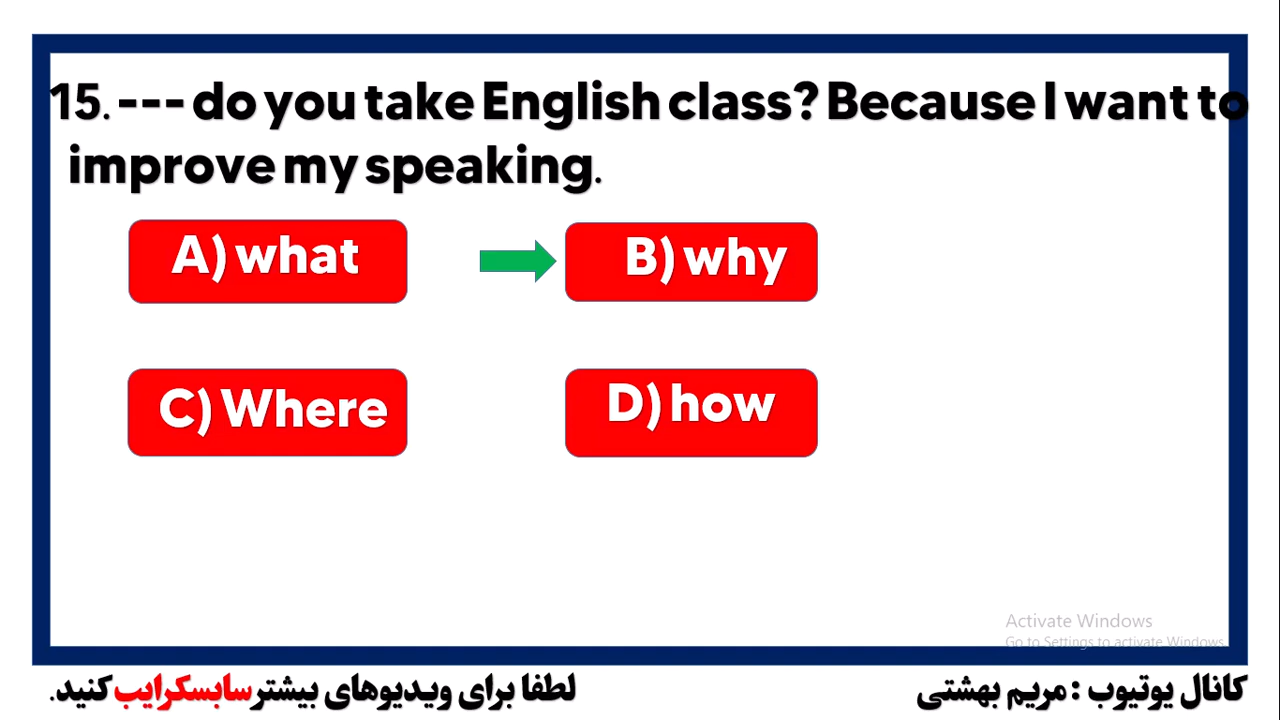 15. --- do you take English class? Because I want to
improve my speaking.
A) what
B) why
C) Where
D) how
Activate Windows
Go to Settings to activate Windows.
کانال یوتیوب : مریم بهشتی
لطفا برای ویدیوهای بیشتر سابسکرایب کنید.